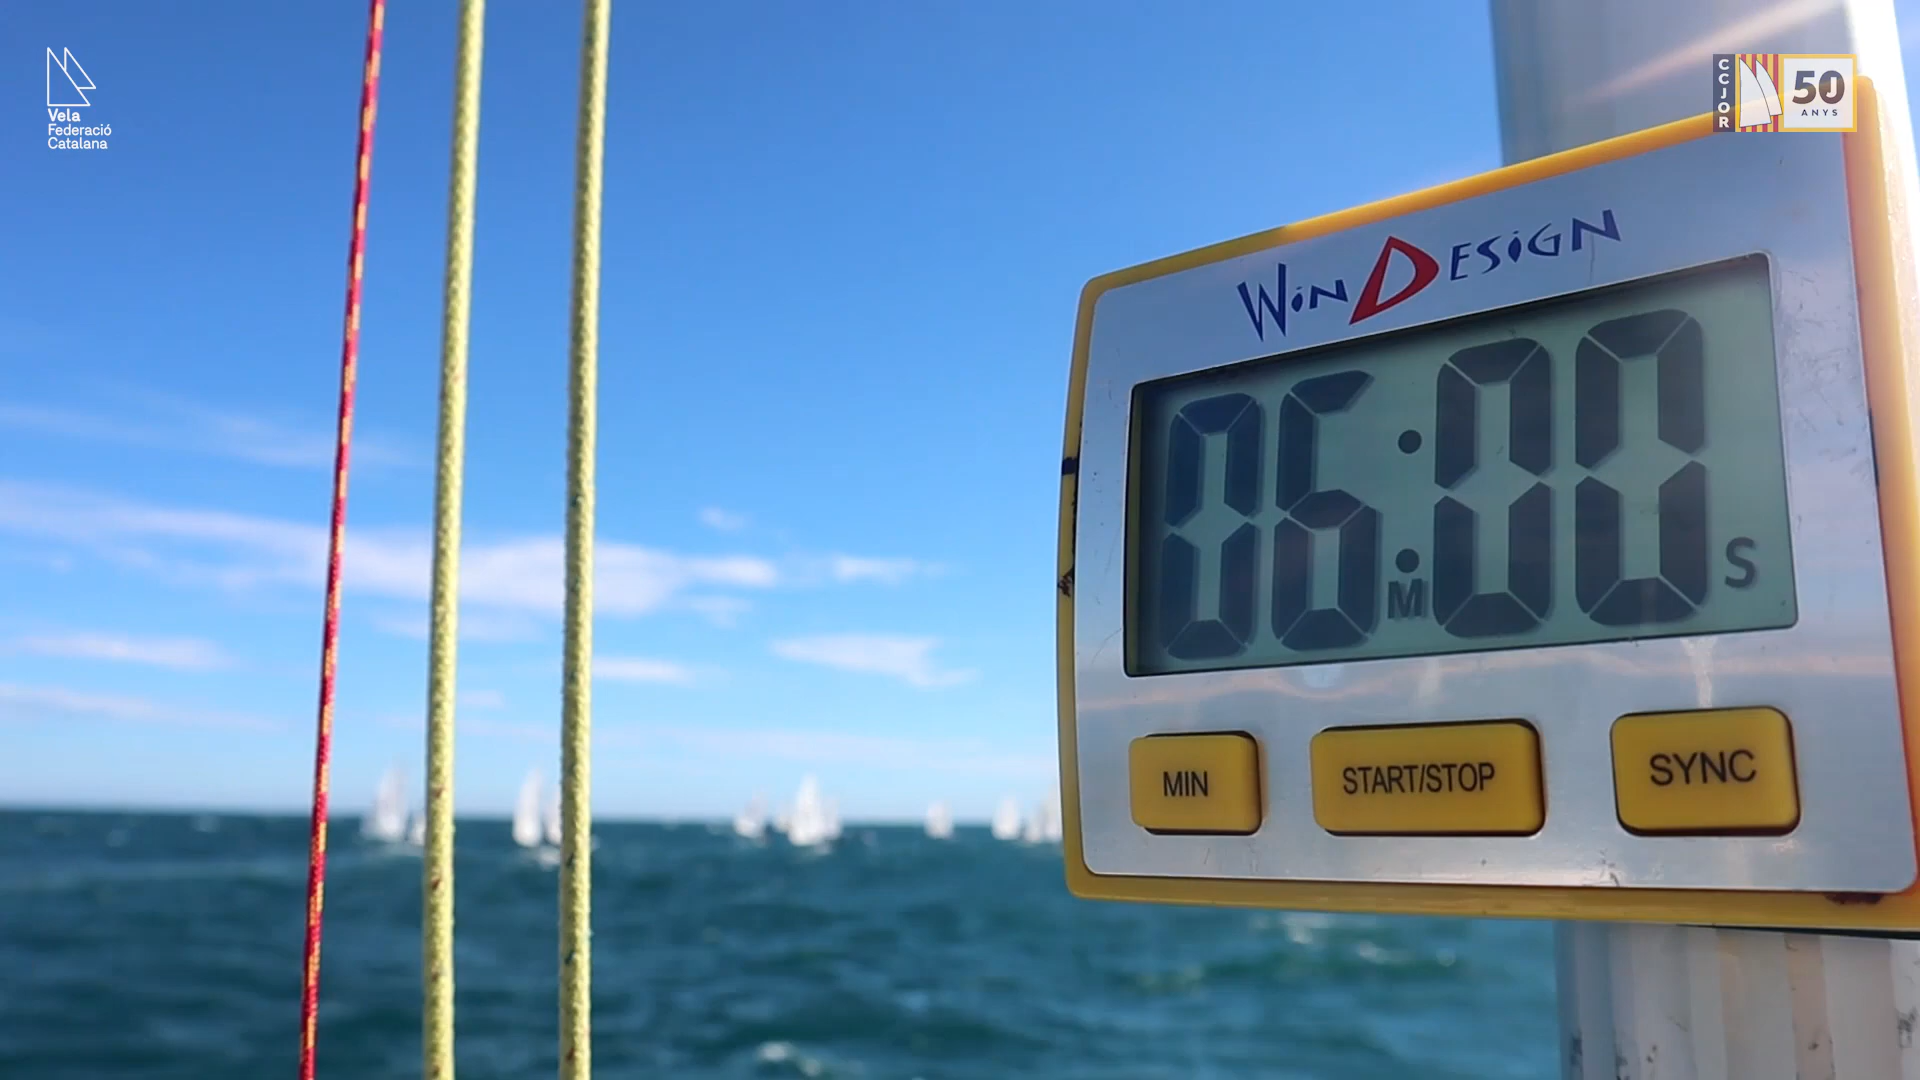 Vela
Federació
Catalana
CCJOR
50
ANYS
WINDESIGN
06:00
M
S
MIN
START/STOP
SYNC